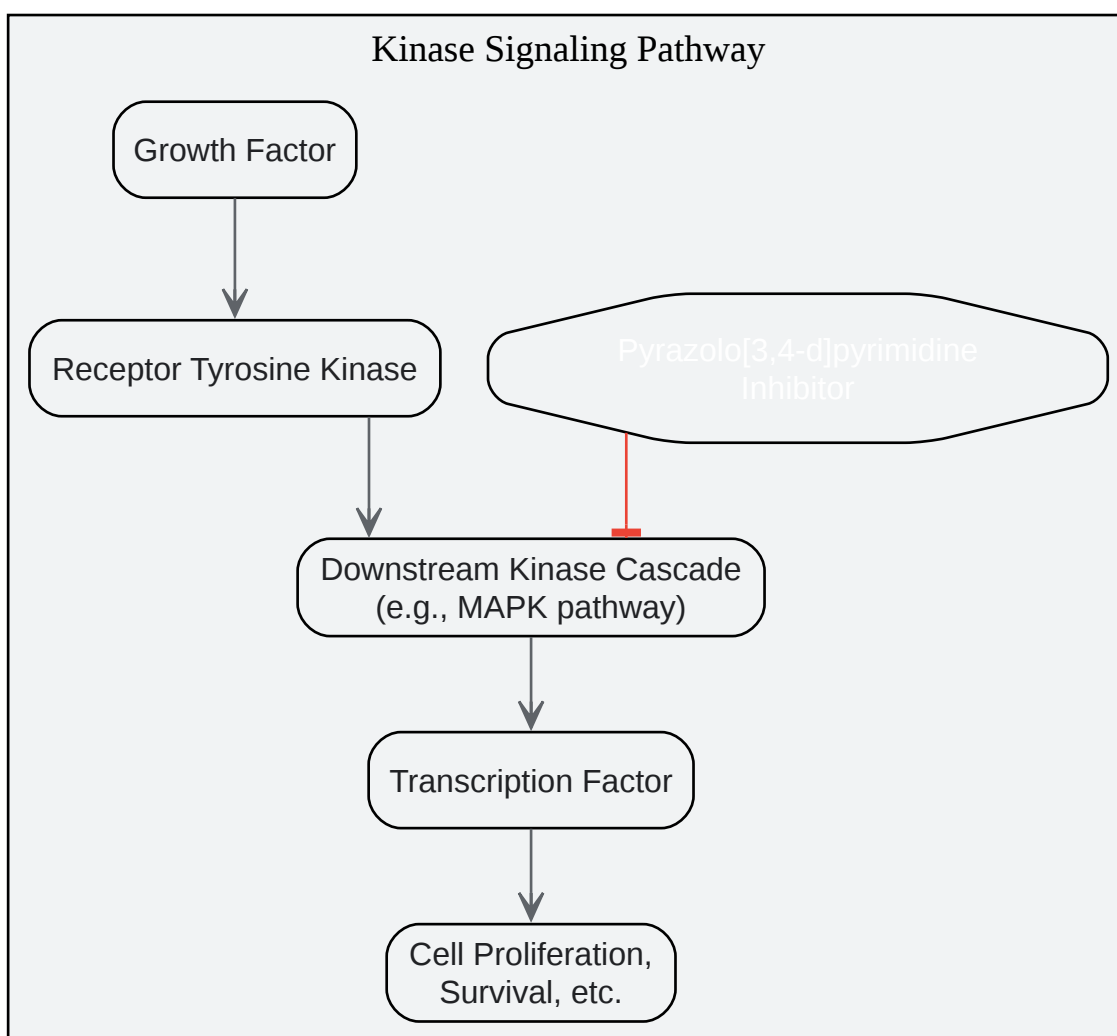 Kinase Signaling Pathway
Growth Factor
Receptor Tyrosine Kinase
Pyrazolo[3,4-d]pyrimidine
Inhibitor
Downstream Kinase Cascade
(e.g., MAPK pathway)
Transcription Factor
Cell Proliferation,
Survival, etc.